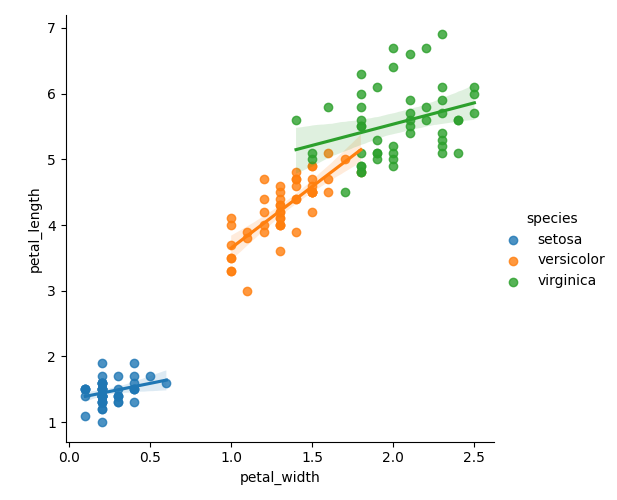 7
6
5
4
3
2
1
petal_length
0.0 0.5 1.0 1.5 2.0 2.5
petal_width
species
setosa
versicolor
virginica